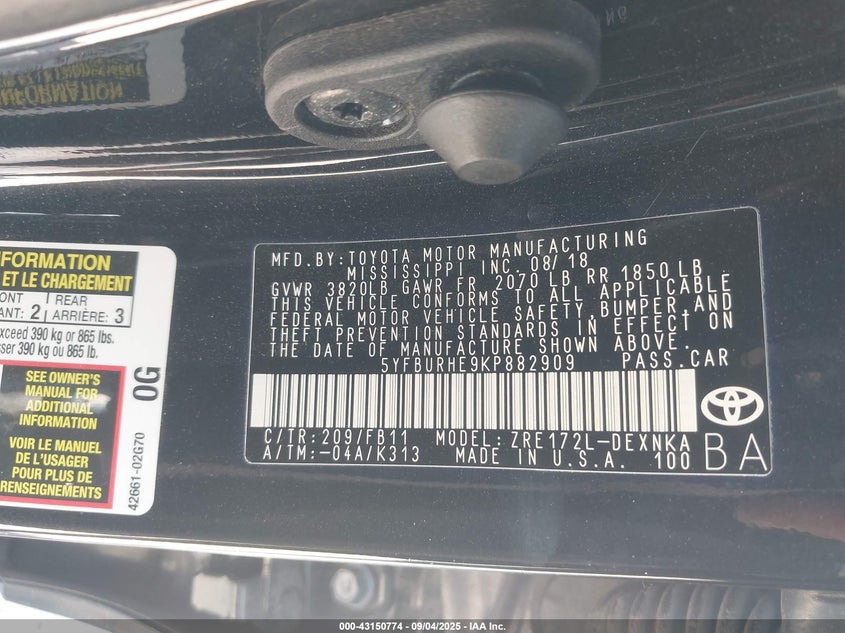 NFORMATION
ET LE CHARGEMENT
ONT REAR
ANT: 2 ARRIÈRE: 3
exceed 390 kg or 865 lbs.
sser 390 kg ou 865 lb.
SEE OWNER'S
MANUAL FOR
ADDITIONAL
INFORMATION
VOIR LE MANUEL
DE L'USAGER
POUR PLUS DE
RENSEIGNEMENTS
0G
42661-02G70
MFD.BY:TOYOTA MOTOR MANUFACTURING
MISSISSIPPI INC. 08/18
GVWR 3820LB GAWR FR 2070 LB RR 1850 LB
THIS VEHICLE CONFORMS TO ALL APPLICABLE
FEDERAL MOTOR VEHICLE SAFETY,BUMPER,AND
THEFT PREVENTION STANDARDS IN EFFECT ON
THE DATE OF MANUFACTURE SHOWN ABOVE.
5YFBURHE9KP882909 PASS.CAR
C/TR:209/FB11 MODEL: ZRE172L-DEXNKA
A/TM:-04A/K313 MADE IN U.S.A. 100
BA
000-43150774 - 09/04/2025 - IAA Inc.